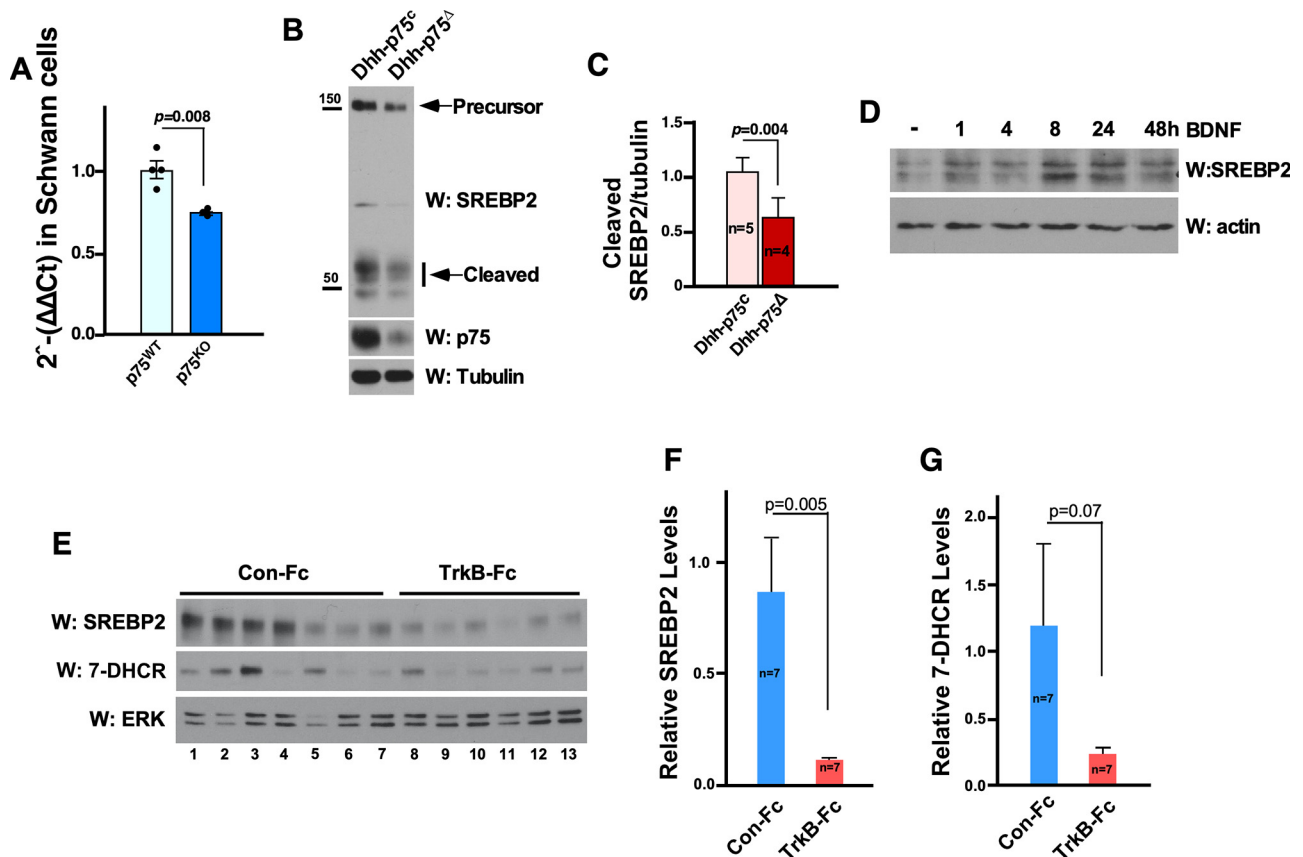 A
2^-(ΔΔCt) in Schwann cells
p=0.008
1.0
0.5
0.0
p75WT
p75KO
B
Dhh-p75c
Dhh-p75Δ
150
Precursor
W: SREBP2
50
Cleaved
W: p75
W: Tubulin
C
Cleaved
SREBP2/tubulin
1.5
p=0.004
1.0
0.5
0
n=5
n=4
Dhh-p75c
Dhh-p75Δ
D
- 1 4 8 24 48h BDNF
W:SREBP2
W: actin
E
Con-Fc TrkB-Fc
W: SREBP2
W: 7-DHCR
W: ERK
1 2 3 4 5 6 7 8 9 10 11 12 13
F
Relative SREBP2 Levels
p=0.005
1.0
0.5
0.0
n=7
n=7
Con-Fc
TrkB-Fc
G
Relative 7-DHCR Levels
2.0
p=0.07
1.5
1.0
0.5
0.0
n=7
n=7
Con-Fc
TrkB-Fc